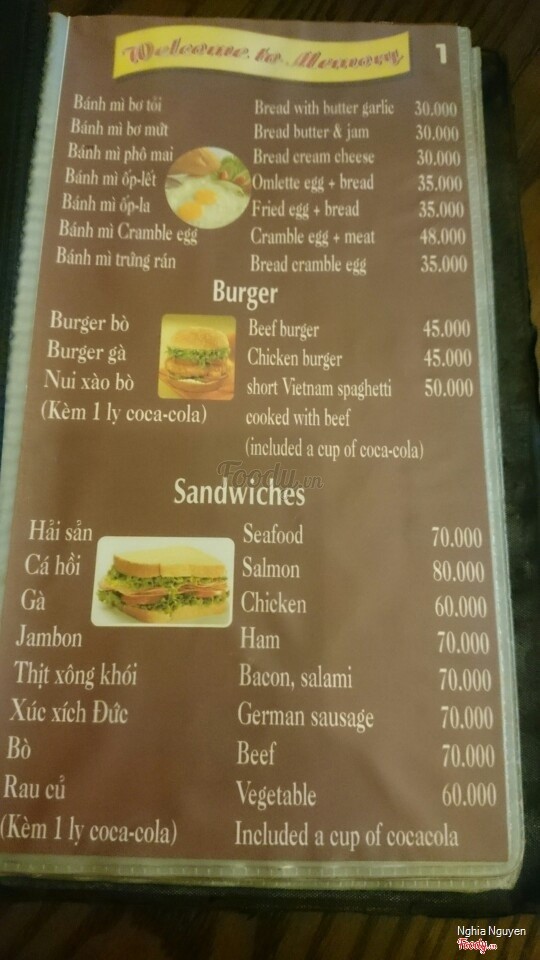 Welcome to Memory 1
Bánh mì bơ tỏi Bread with butter garlic 30.000
Bánh mì bơ mứt Bread butter & jam 30.000
Bánh mì phô mai Bread cream cheese 30.000
Bánh mì ốp-lết Omlette egg + bread 35.000
Bánh mì ốp-la Fried egg + bread 35.000
Bánh mì Cramble egg Cramble egg + meat 48.000
Bánh mì trứng rán Bread cramble egg 35.000
Burger
Burger bò Beef burger 45.000
Burger gà Chicken burger 45.000
Nui xào bò short Vietnam spaghetti 50.000
(Kèm 1 ly coca-cola) cooked with beef
(included a cup of coca-cola)
Foody.vn
Sandwiches
Hải sản Seafood 70.000
Cá hồi Salmon 80.000
Gà Chicken 60.000
Jambon Ham 70.000
Thịt xông khói Bacon, salami 70.000
Xúc xích Đức German sausage 70.000
Bò Beef 70.000
Rau củ Vegetable 60.000
(Kèm 1 ly coca-cola) Included a cup of cocacola
Nghia Nguyen
Foody.vn